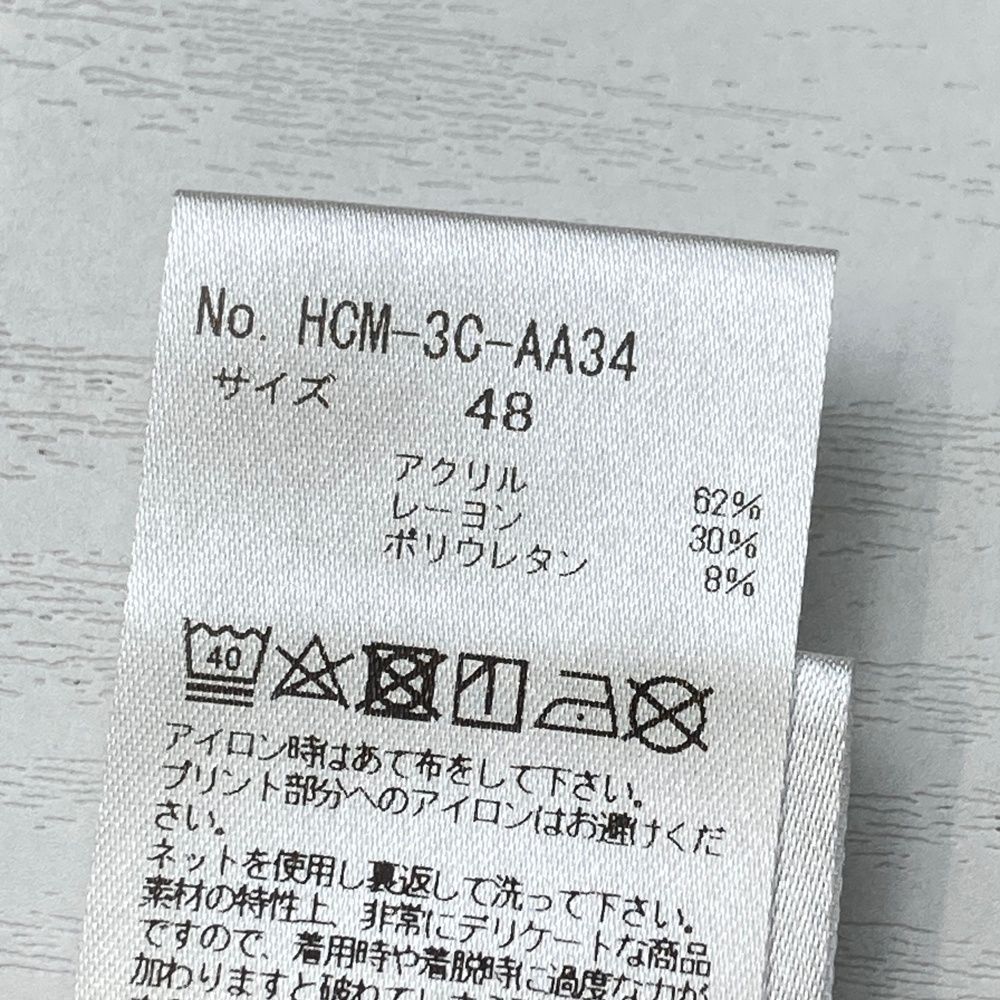 No. HCM-3C-AA34
サイズ 48
アクリル 62%
レーヨン 30%
ポリウレタン 8%
40
アイロン時はあて布をして下さい。
プリント部分へのアイロンはお避けくだ
さい。
ネットを使用し裏返して洗って下さい。
素材の特性上、非常にデリケートな商品
ですので、着用時や着脱時に過度な力が
加わりますと破れてしま